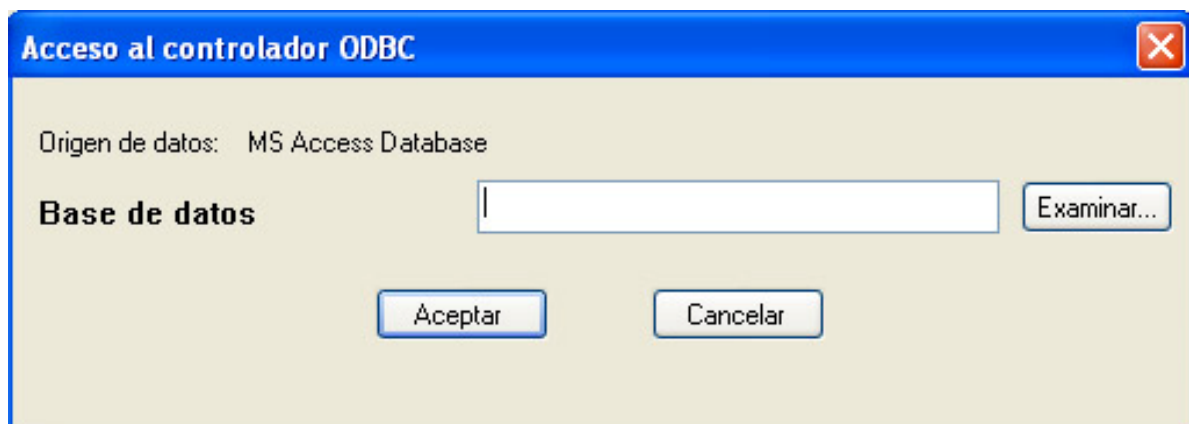 Acceso al controlador ODBC
Origen de datos: MS Access Database
Base de datos
Examinar...
Aceptar
Cancelar